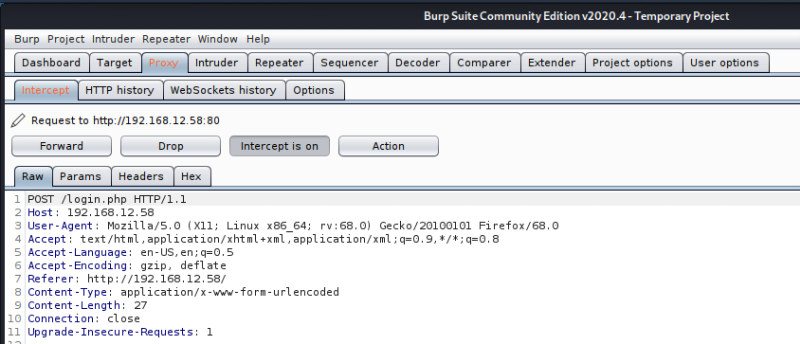 Burp Suite Community Edition v2020.4 - Temporary Project
Burp Project Intruder Repeater Window Help
Dashboard Target Proxy Intruder Repeater Sequencer Decoder Comparer Extender Project options User options
Intercept HTTP history WebSockets history Options
Request to http://192.168.12.58:80
Forward Drop Intercept is on Action
Raw Params Headers Hex
1 POST /login.php HTTP/1.1
2 Host: 192.168.12.58
3 User-Agent: Mozilla/5.0 (X11; Linux x86_64; rv:68.0) Gecko/20100101 Firefox/68.0
4 Accept: text/html,application/xhtml+xml,application/xml;q=0.9,*/*;q=0.8
5 Accept-Language: en-US,en;q=0.5
6 Accept-Encoding: gzip, deflate
7 Referer: http://192.168.12.58/
8 Content-Type: application/x-www-form-urlencoded
9 Content-Length: 27
10 Connection: close
11 Upgrade-Insecure-Requests: 1
12